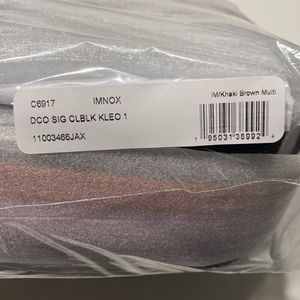 C6917 IMNOX
IM/Khaki Brown Multi
DCO SIG CLBLK KLEO 1
11003466JAX
1 95031 38992 4